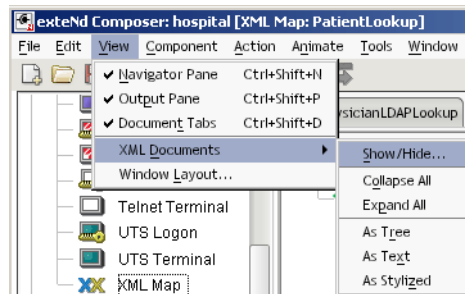 exteNd Composer: hospital [XML Map: PatientLookup]
File Edit View Component Action Animate Tools Window
Navigator Pane Ctrl+Shift+N
Output Pane Ctrl+Shift+P
Document Tabs Ctrl+Shift+D
ysicianLDAPLookup
XML Documents
Show/Hide...
Window Layout...
Collapse All
Telnet Terminal
Expand All
UTS Logon
As Tree
UTS Terminal
As Text
XML Map
As Stylized